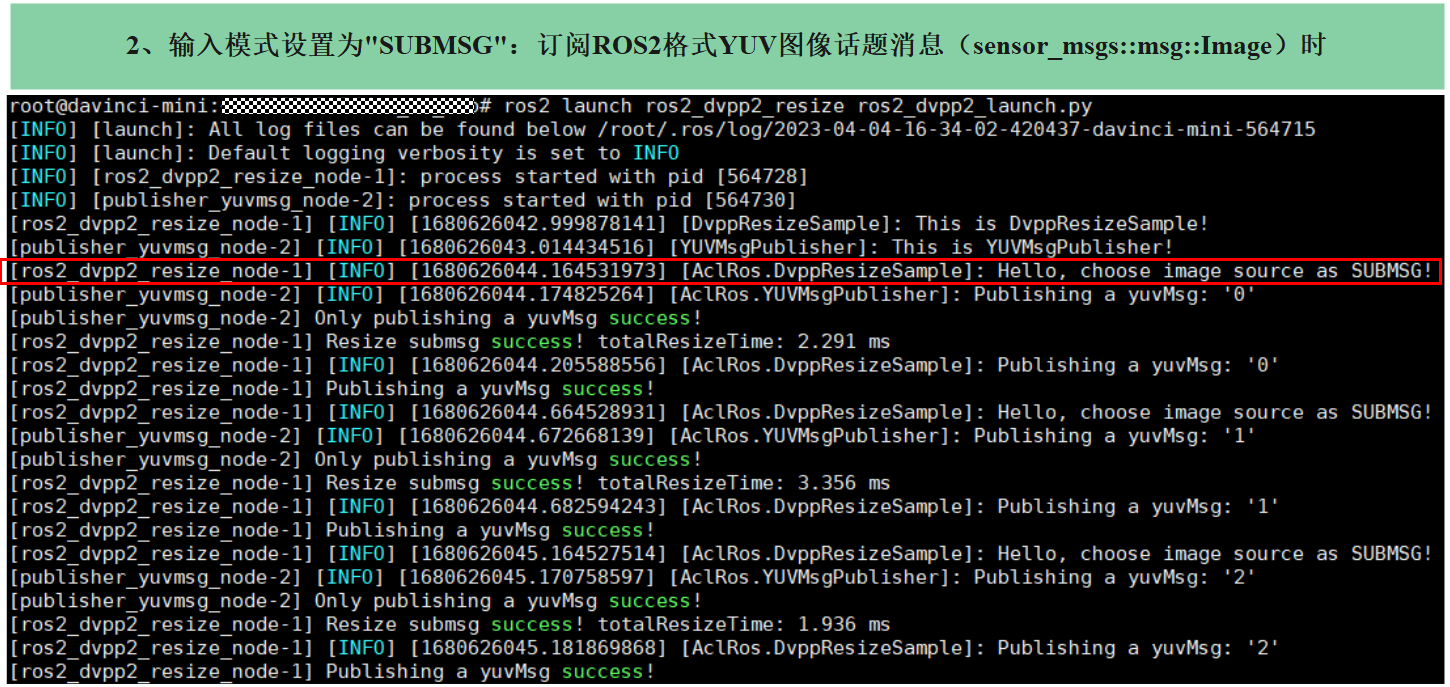 2、输入模式设置为"SUBMSG"：订阅ROS2格式YUV图像话题消息（sensor_msgs::msg::Image）时
root@davinci-mini:# ros2 launch ros2_dvpp2_resize ros2_dvpp2_launch.py
[INFO] [launch]: All log files can be found below /root/.ros/log/2023-04-04-16-34-02-420437-davinci-mini-564715
[INFO] [launch]: Default logging verbosity is set to INFO
[INFO] [ros2_dvpp2_resize_node-1]: process started with pid [564728]
[INFO] [publisher_yuvmsg_node-2]: process started with pid [564730]
[ros2_dvpp2_resize_node-1] [INFO] [1680626042.999878141] [DvppResizeSample]: This is DvppResizeSample!
[publisher_yuvmsg_node-2] [INFO] [1680626043.014434516] [YUVMsgPublisher]: This is YUVMsgPublisher!
[ros2_dvpp2_resize_node-1] [INFO] [1680626044.164531973] [AclRos.DvppResizeSample]: Hello, choose image source as SUBMSG!
[publisher_yuvmsg_node-2] [INFO] [1680626044.174825264] [AclRos.YUVMsgPublisher]: Publishing a yuvMsg: '0'
[publisher_yuvmsg_node-2] Only publishing a yuvMsg success!
[ros2_dvpp2_resize_node-1] Resize submsg success! totalResizeTime: 2.291 ms
[ros2_dvpp2_resize_node-1] [INFO] [1680626044.205588556] [AclRos.DvppResizeSample]: Publishing a yuvMsg: '0'
[ros2_dvpp2_resize_node-1] Publishing a yuvMsg success!
[ros2_dvpp2_resize_node-1] [INFO] [1680626044.664528931] [AclRos.DvppResizeSample]: Hello, choose image source as SUBMSG!
[publisher_yuvmsg_node-2] [INFO] [1680626044.672668139] [AclRos.YUVMsgPublisher]: Publishing a yuvMsg: '1'
[publisher_yuvmsg_node-2] Only publishing a yuvMsg success!
[ros2_dvpp2_resize_node-1] Resize submsg success! totalResizeTime: 3.356 ms
[ros2_dvpp2_resize_node-1] [INFO] [1680626044.682594243] [AclRos.DvppResizeSample]: Publishing a yuvMsg: '1'
[ros2_dvpp2_resize_node-1] Publishing a yuvMsg success!
[ros2_dvpp2_resize_node-1] [INFO] [1680626045.164527514] [AclRos.DvppResizeSample]: Hello, choose image source as SUBMSG!
[publisher_yuvmsg_node-2] [INFO] [1680626045.170758597] [AclRos.YUVMsgPublisher]: Publishing a yuvMsg: '2'
[publisher_yuvmsg_node-2] Only publishing a yuvMsg success!
[ros2_dvpp2_resize_node-1] Resize submsg success! totalResizeTime: 1.936 ms
[ros2_dvpp2_resize_node-1] [INFO] [1680626045.181869868] [AclRos.DvppResizeSample]: Publishing a yuvMsg: '2'
[ros2_dvpp2_resize_node-1] Publishing a yuvMsg success!